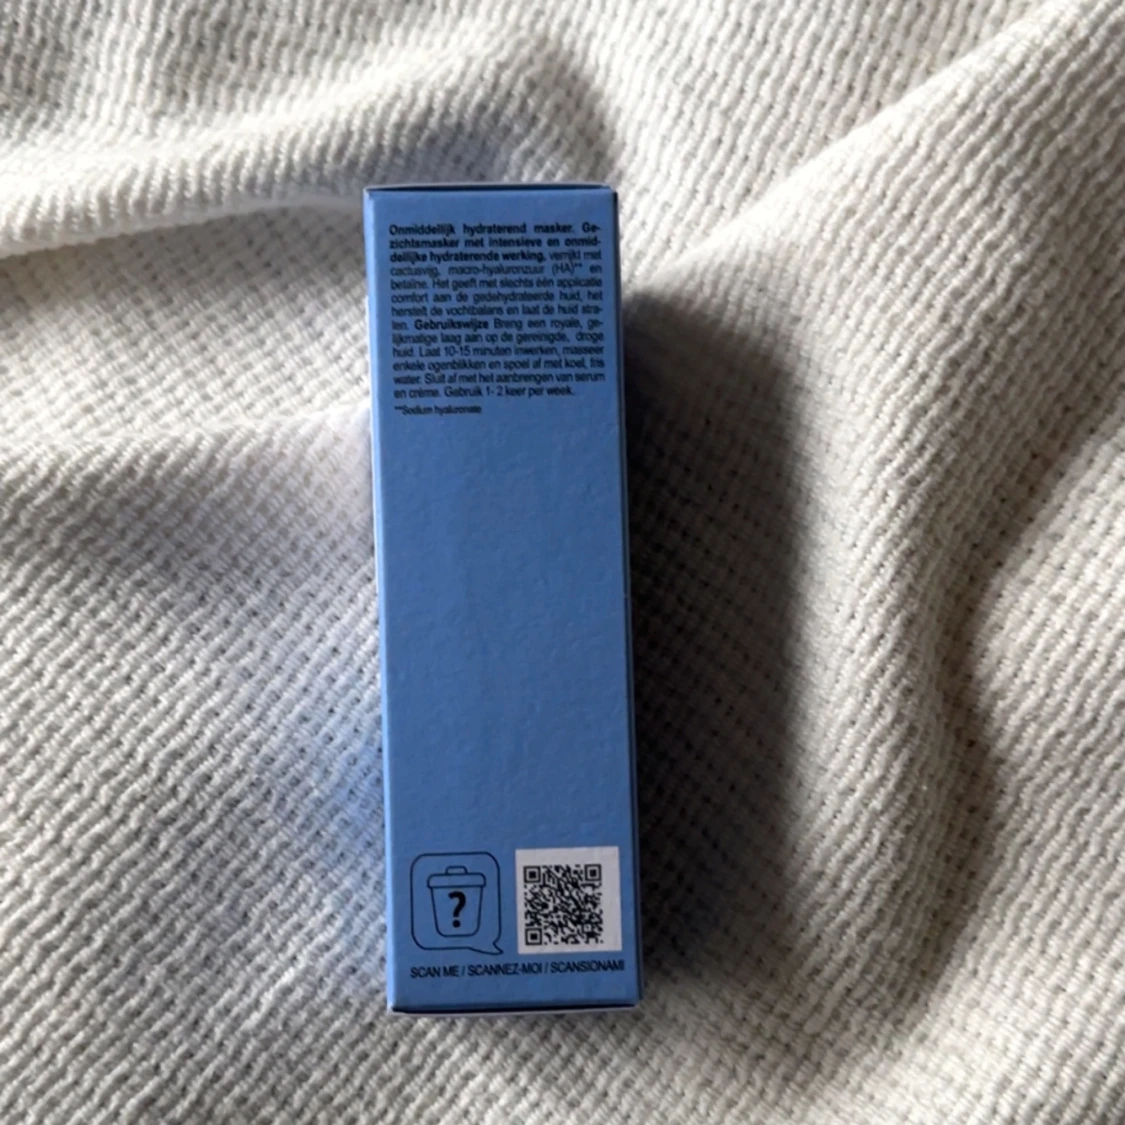 Onmiddellijk hydraterend masker. Ge-
zichtsmasker met intensieve en onmid-
dellijke hydraterende werking, verrijkt met
cactusvijg, macro-hyaluronzuur (HA)** en
betaïne. Het geeft met slechts één applicatie
comfort aan de gedehydrateerde huid, het
herstelt de vochtbalans en laat de huid stra-
len. Gebruikswijze Breng een royale, ge-
lijkmatige laag aan op de gereinigde, droge
huid. Laat 10-15 minuten inwerken, masseer
enkele ogenblikken en spoel af met koel, fris
water. Sluit af met het aanbrengen van serum
en crème. Gebruik 1- 2 keer per week.
**Sodium hyaluronate
?
SCAN ME / SCANNEZ-MOI / SCANSIONAMI